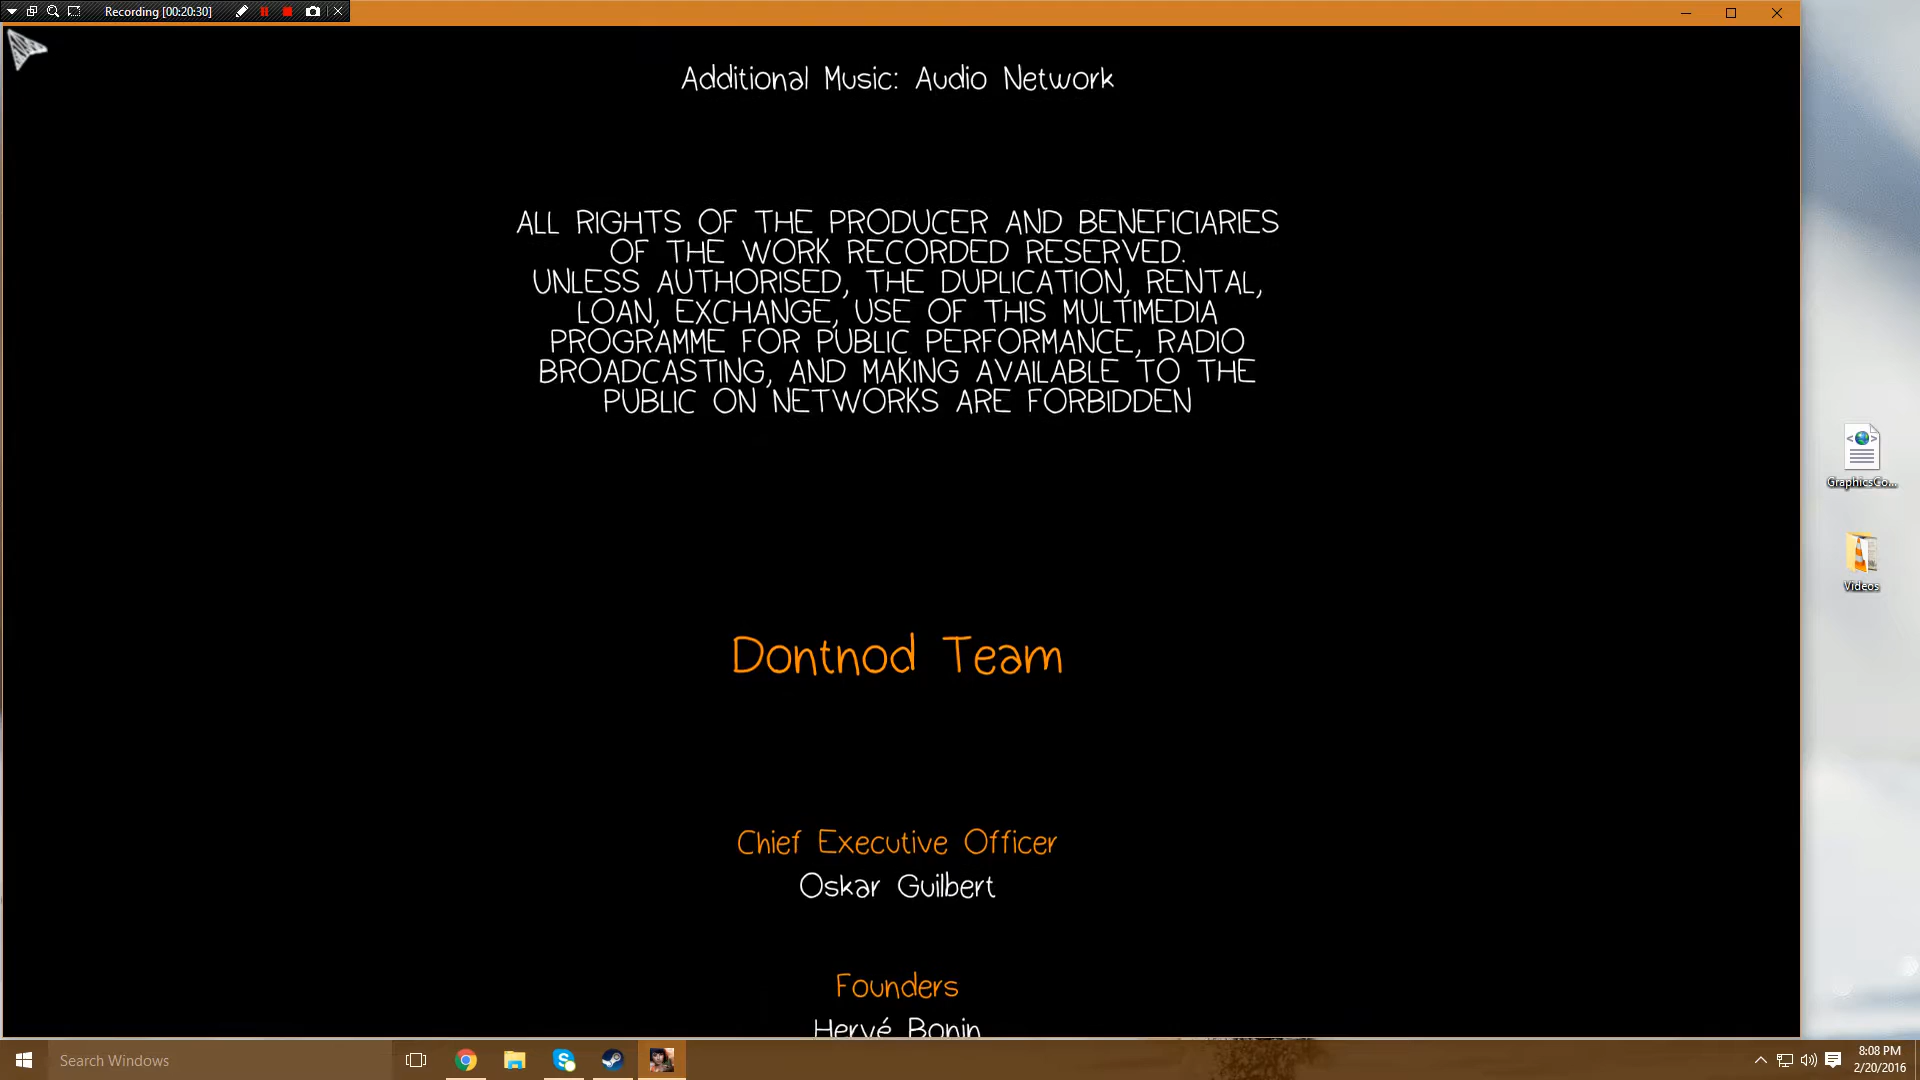 Recording [00:20:30]
Additional Music: Audio Network
ALL RIGHTS OF THE PRODUCER AND BENEFICIARIES
OF THE WORK RECORDED RESERVED.
UNLESS AUTHORISED, THE DUPLICATION, RENTAL,
LOAN, EXCHANGE, USE OF THIS MULTIMEDIA
PROGRAMME FOR PUBLIC PERFORMANCE, RADIO
BROADCASTING, AND MAKING AVAILABLE TO THE
PUBLIC ON NETWORKS ARE FORBIDDEN
GraphicsCo...
Videos
Dontnod Team
Chief Executive Officer
Oskar Guilbert
Founders
Hervé Bonin
Search Windows
8:08 PM
2/20/2016